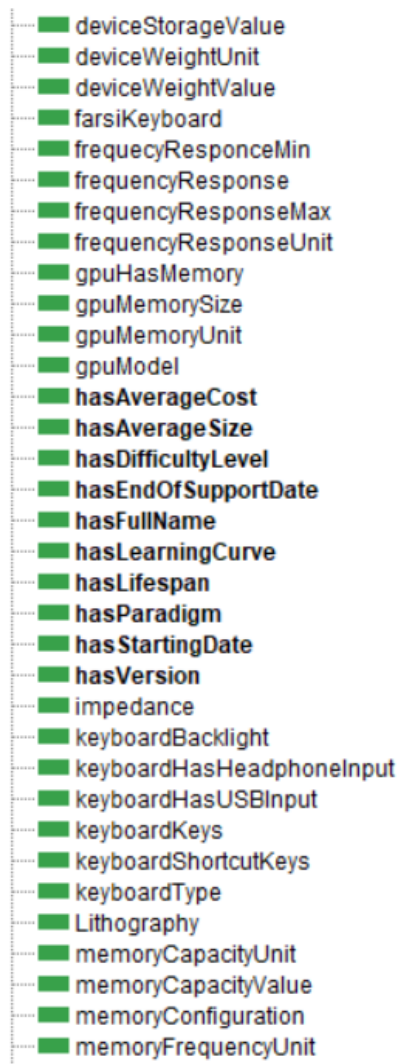 deviceStorageValue
deviceWeightUnit
deviceWeightValue
farsiKeyboard
frequecyResponceMin
frequencyResponse
frequencyResponseMax
frequencyResponseUnit
gpuHasMemory
gpuMemorySize
gpuMemoryUnit
gpuModel
hasAverageCost
hasAverageSize
hasDifficultyLevel
hasEndOfSupportDate
hasFullName
hasLearningCurve
hasLifespan
hasParadigm
hasStartingDate
hasVersion
impedance
keyboardBacklight
keyboardHasHeadphoneInput
keyboardHasUSBInput
keyboardKeys
keyboardShortcutKeys
keyboardType
Lithography
memoryCapacityUnit
memoryCapacityValue
memoryConfiguration
memoryFrequencyUnit